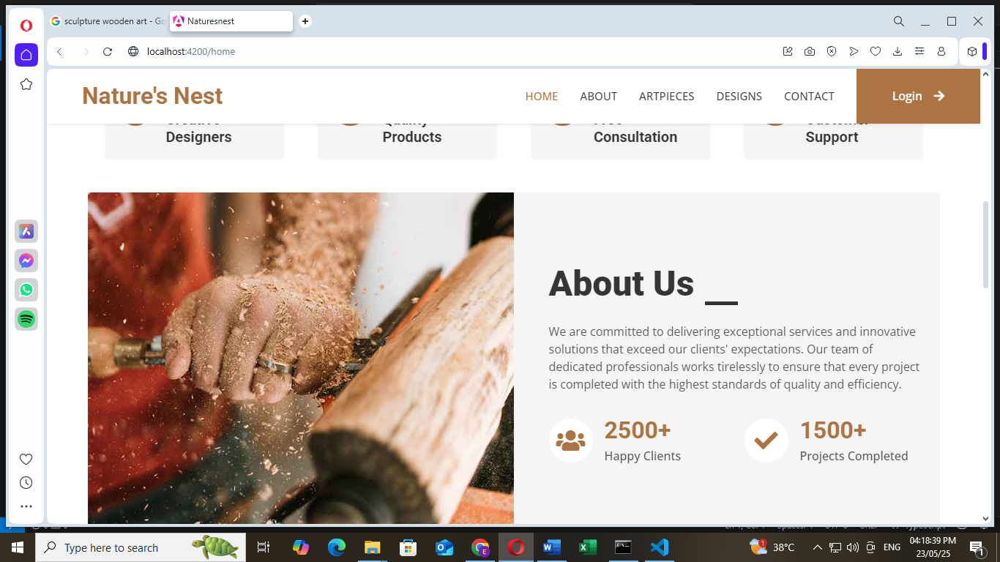 sculpture wooden art - Go
Naturesnest
localhost:4200/home
Nature's Nest
HOME
ABOUT
ARTPIECES
DESIGNS
CONTACT
Login
Creative
Designers
Quality
Products
Free
Consultation
Customer
Support
About Us
We are committed to delivering exceptional services and innovative
solutions that exceed our clients' expectations. Our team of
dedicated professionals works tirelessly to ensure that every project
is completed with the highest standards of quality and efficiency.
2500+
Happy Clients
1500+
Projects Completed
Type here to search
38°C
ENG
04:18:39 PM
23/05/25